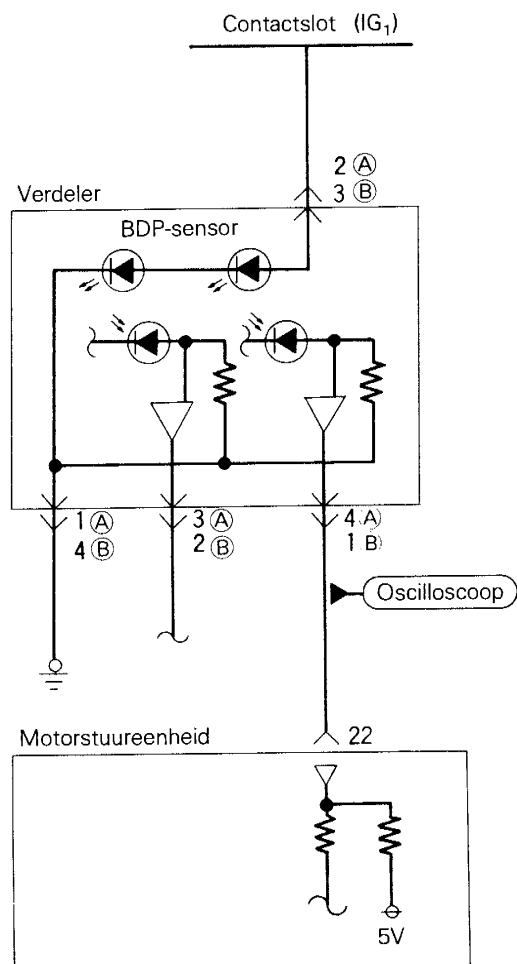 Contactslot (IG₁)
2 Ⓐ
3 Ⓑ
Verdeler
BDP-sensor
1 Ⓐ
4 Ⓑ
3 Ⓐ
2 Ⓑ
4 Ⓐ
1 Ⓑ
Oscilloscoop
Motorstuureenheid
22
5V